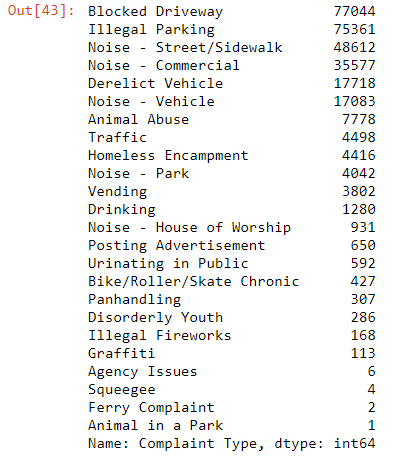 Out[43]: Blocked Driveway 77044
Illegal Parking 75361
Noise - Street/Sidewalk 48612
Noise - Commercial 35577
Derelict Vehicle 17718
Noise - Vehicle 17083
Animal Abuse 7778
Traffic 4498
Homeless Encampment 4416
Noise - Park 4042
Vending 3802
Drinking 1280
Noise - House of Worship 931
Posting Advertisement 650
Urinating in Public 592
Bike/Roller/Skate Chronic 427
Panhandling 307
Disorderly Youth 286
Illegal Fireworks 168
Graffiti 113
Agency Issues 6
Squeegee 4
Ferry Complaint 2
Animal in a Park 1
Name: Complaint Type, dtype: int64